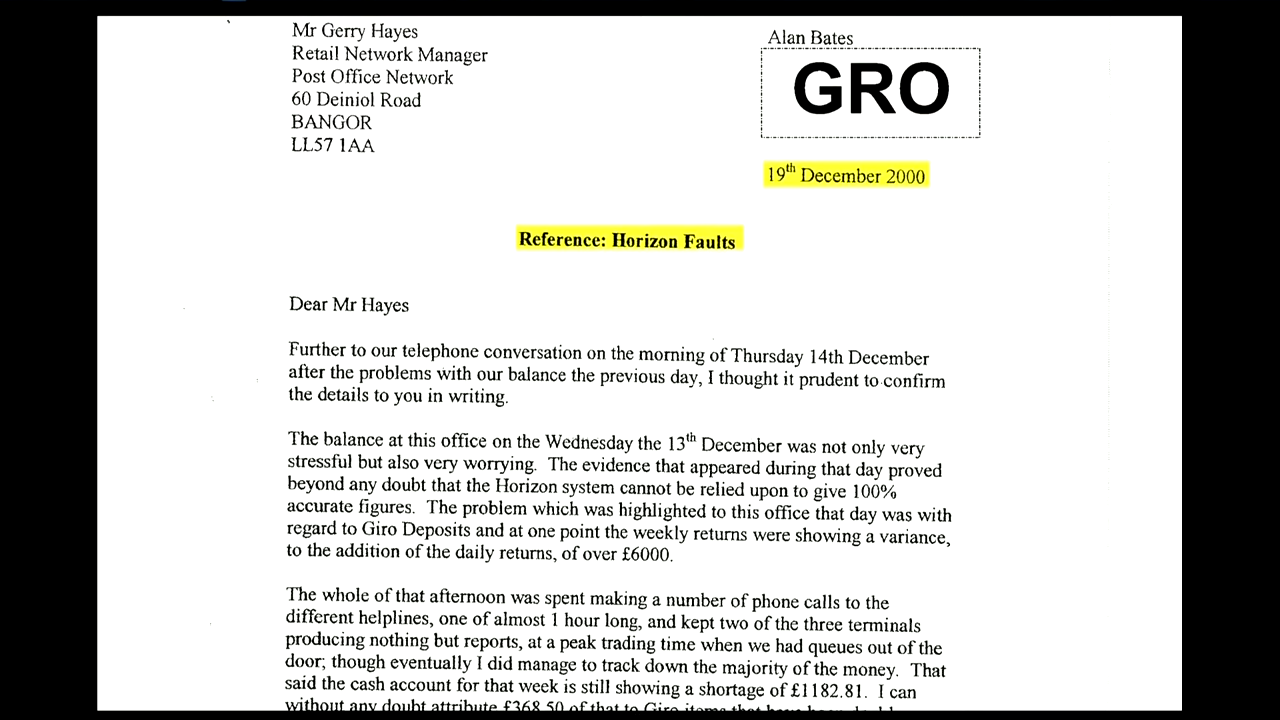 Mr Gerry Hayes
Retail Network Manager
Post Office Network
60 Deiniol Road
BANGOR
LL57 1AA
Alan Bates
GRO
19th December 2000
Reference: Horizon Faults
Dear Mr Hayes
Further to our telephone conversation on the morning of Thursday 14th December
after the problems with our balance the previous day, I thought it prudent to confirm
the details to you in writing.
The balance at this office on the Wednesday the 13th December was not only very
stressful but also very worrying. The evidence that appeared during that day proved
beyond any doubt that the Horizon system cannot be relied upon to give 100%
accurate figures. The problem which was highlighted to this office that day was with
regard to Giro Deposits and at one point the weekly returns were showing a variance,
to the addition of the daily returns, of over £6000.
The whole of that afternoon was spent making a number of phone calls to the
different helplines, one of almost 1 hour long, and kept two of the three terminals
producing nothing but reports, at a peak trading time when we had queues out of the
door; though eventually I did manage to track down the majority of the money. That
said the cash account for that week is still showing a shortage of £1182.81. I can
without any doubt attribute £368.50 of that to Giro items that have been